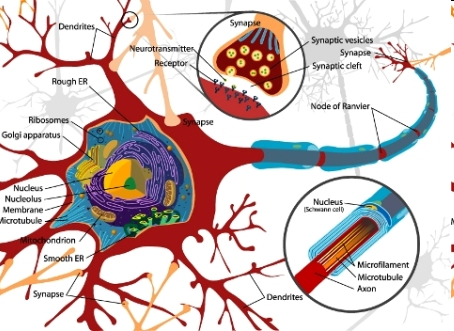 Dendrites
Synapse
Neurotransmitter
Receptor
Synaptic vesicles
Synapse
Synaptic cleft
Rough ER
Node of Ranvier
Ribosomes
Synapse
Golgi apparatus
Nucleus
Nucleolus
Membrane
Microtubule
Mitochondrion
Smooth ER
Synapse
Dendrites
Nucleus
(Schwann cell)
Microfilament
Microtubule
Axon